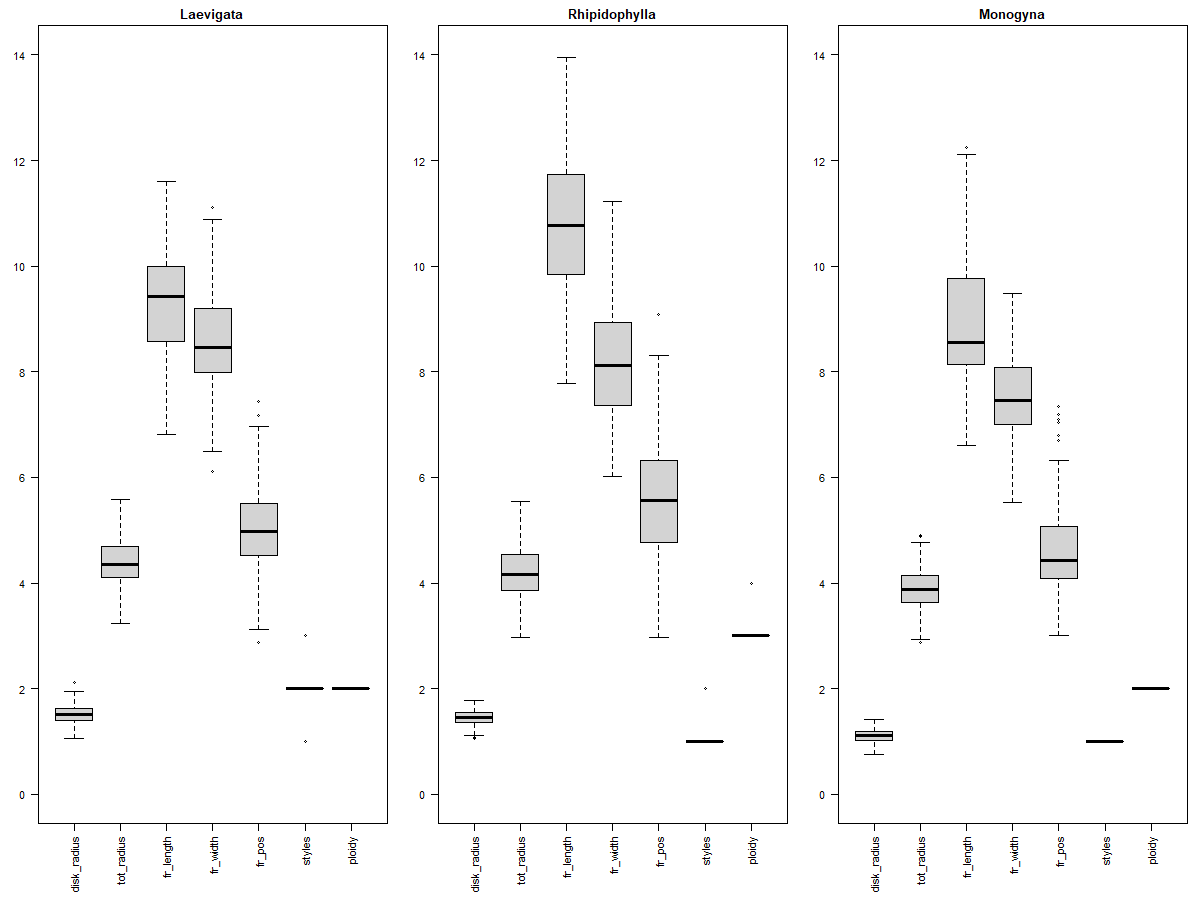 Laevigata
14
12
10
8
6
4
2
0
disk_radius
tot_radius
fr_length
fr_width
fr_pos
styles
ploidy
Rhipidophylla
14
12
10
8
6
4
2
0
disk_radius
tot_radius
fr_length
fr_width
fr_pos
styles
ploidy
Monogyna
14
12
10
8
6
4
2
0
disk_radius
tot_radius
fr_length
fr_width
fr_pos
styles
ploidy